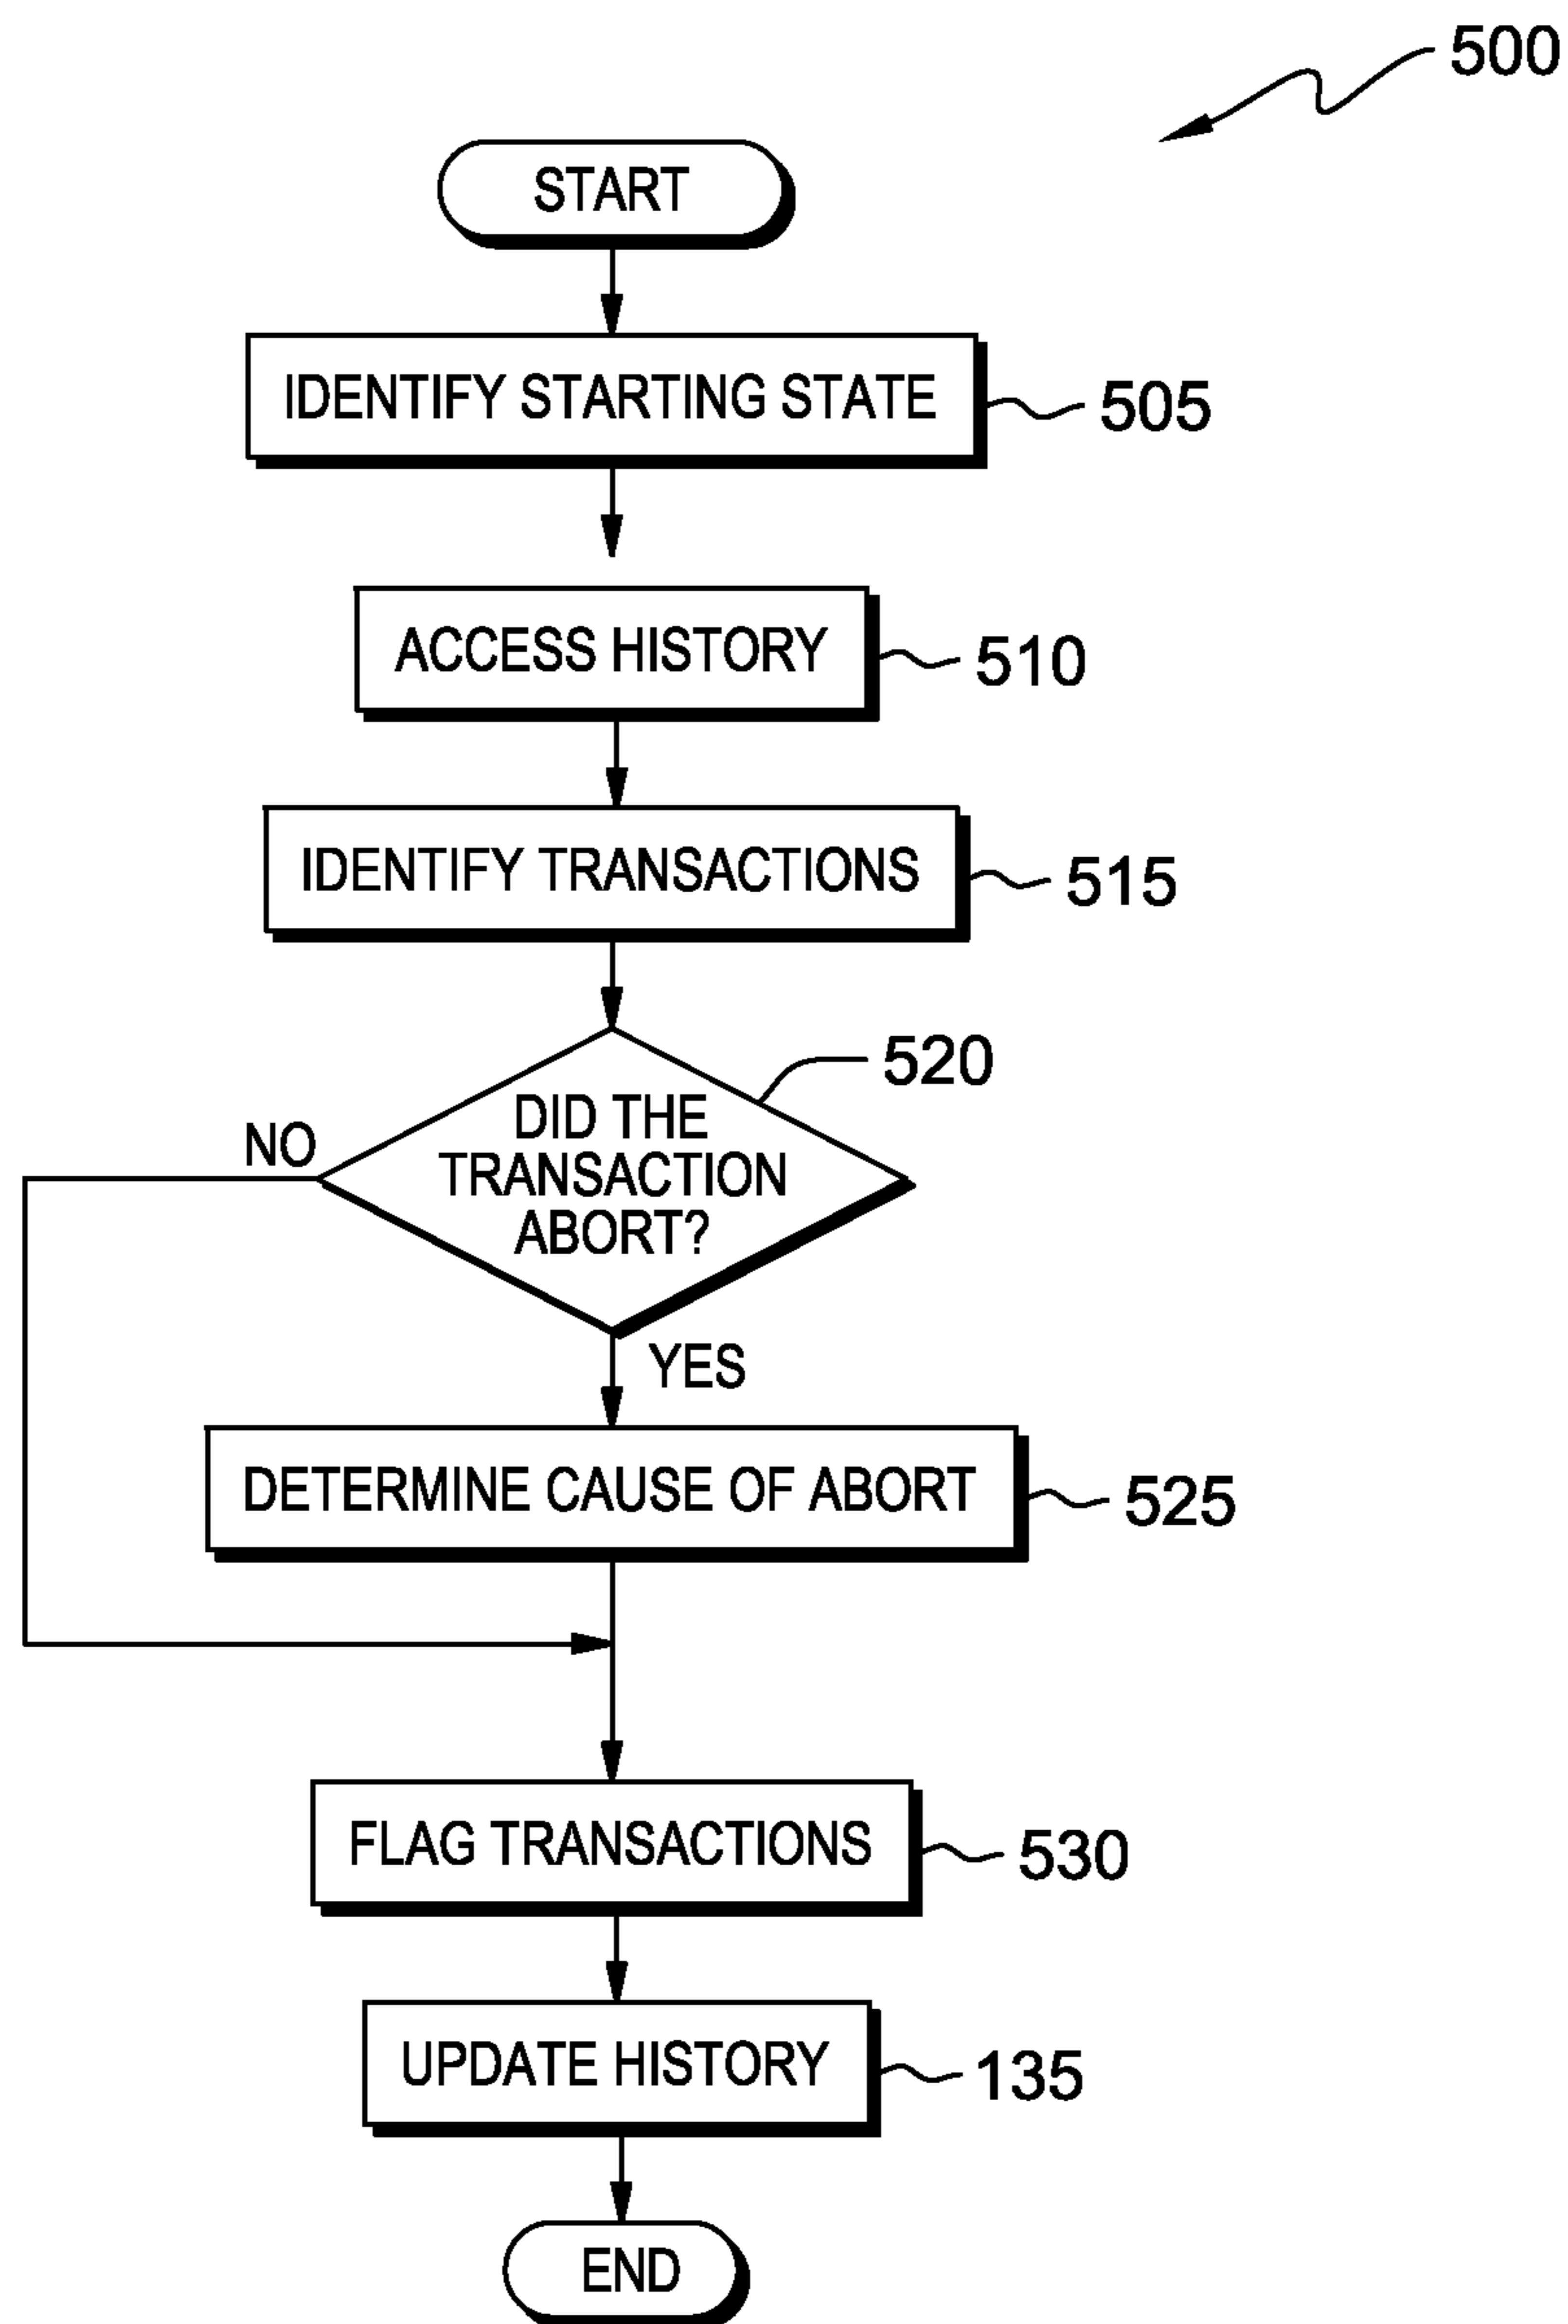 500
START
IDENTIFY STARTING STATE
505
ACCESS HISTORY
510
IDENTIFY TRANSACTIONS
515
520
DID THE
TRANSACTION
ABORT?
NO
YES
DETERMINE CAUSE OF ABORT
525
FLAG TRANSACTIONS
530
UPDATE HISTORY
135
END